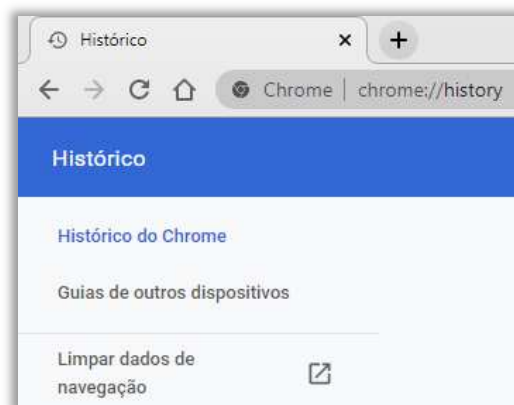 Histórico
Chrome | chrome://history
Histórico
Histórico do Chrome
Guias de outros dispositivos
Limpar dados de
navegação